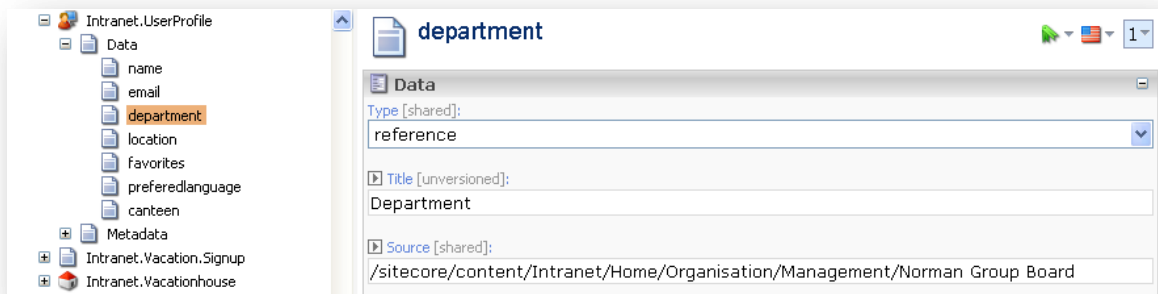 Intranet.UserProfile
Data
name
email
department
location
favorites
preferedlanguage
canteen
Metadata
Intranet.Vacation.Signup
Intranet.Vacationhouse
department
1
Data
Type [shared]:
reference
Title [unversioned]:
Department
Source [shared]:
/sitecore/content/Intranet/Home/Organisation/Management/Norman Group Board